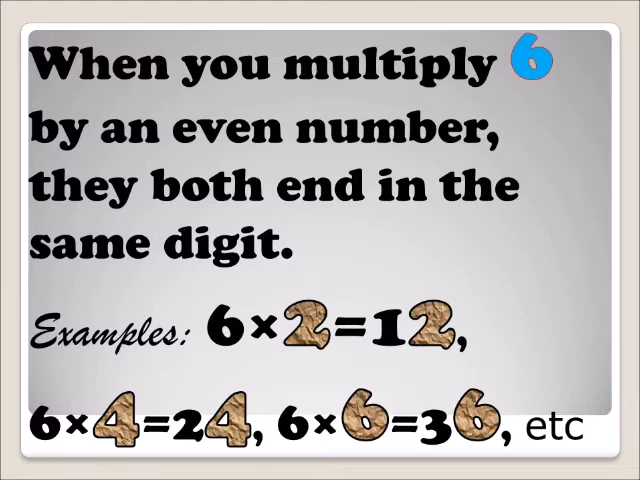 When you multiply 6
by an even number,
they both end in the
same digit.
Examples: 6×2=12,
6×4=24, 6×6=36, etc